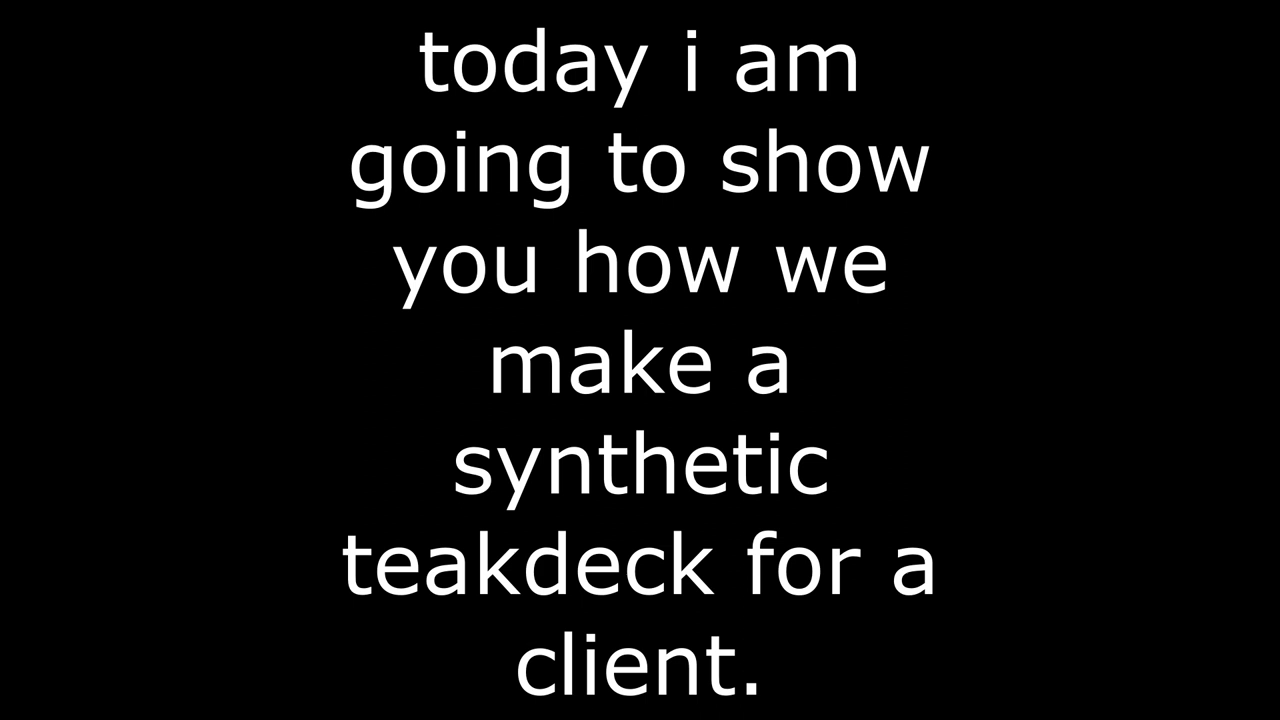 today i am
going to show
you how we
make a
synthetic
teakdeck for a
client.